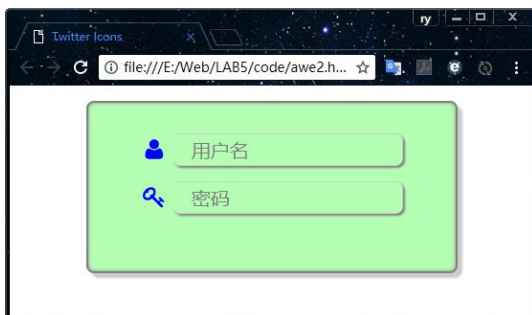 ry
Twitter Icons
file:///E:/Web/LAB5/code/awe2.h...
用户名
密码